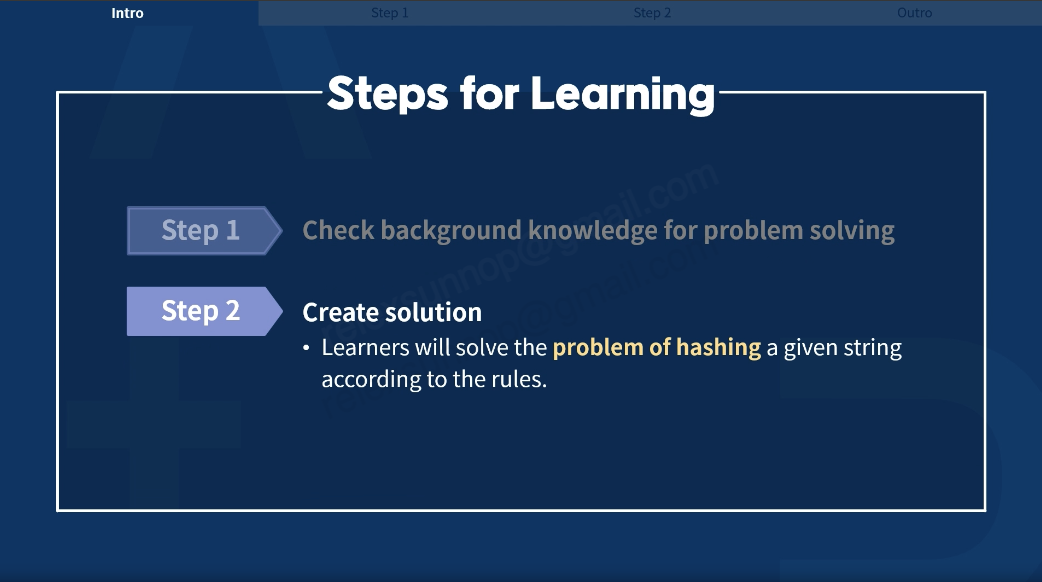 Intro
Step 1
Step 2
Outro
Steps for Learning
Step 1
Check background knowledge for problem solving
Step 2
Create solution
• Learners will solve the problem of hashing a given string
according to the rules.